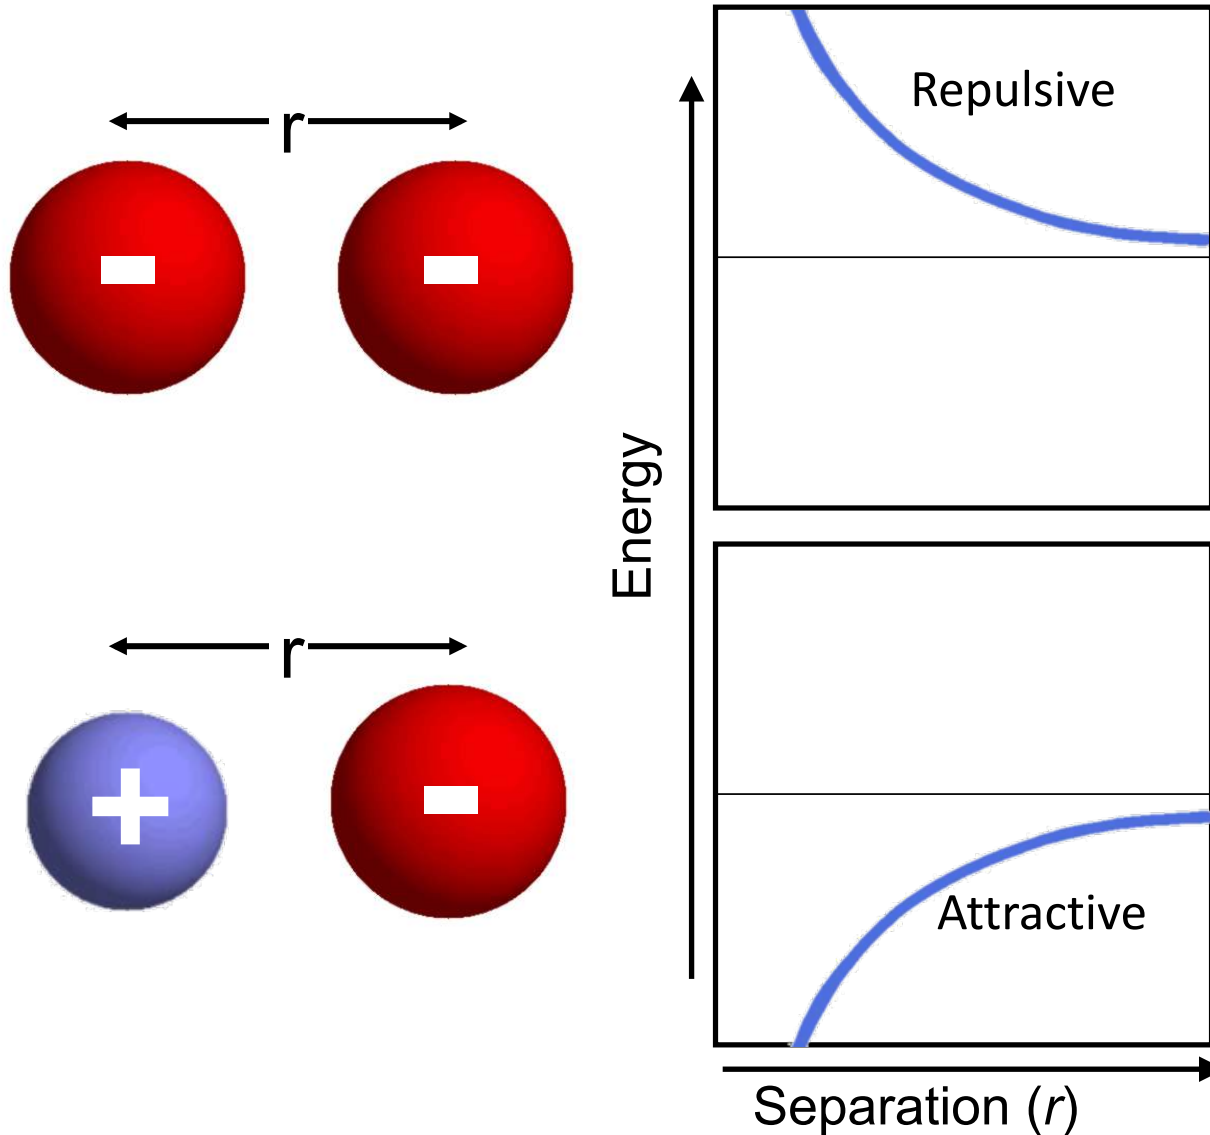 r
Repulsive
-
-
Energy
r
+
-
Attractive
Separation (r)